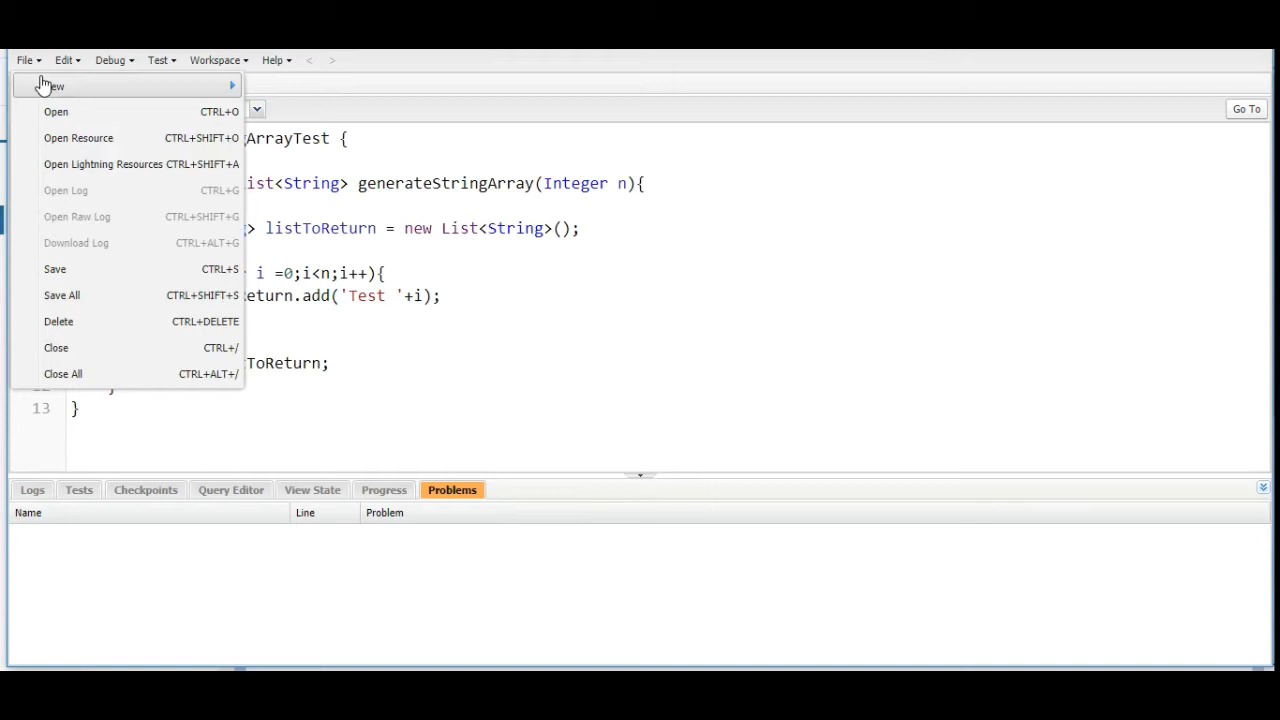 File Edit Debug Test Workspace Help < >
Open CTRL+O
Go To
Open Resource CTRL+SHIFT+O
ArrayTest {
Open Lightning Resources CTRL+SHIFT+A
Open Log CTRL+G
ist<String> generateStringArray(Integer n){
Open Raw Log CTRL+SHIFT+G
Download Log CTRL+ALT+G
> listToReturn = new List<String>();
Save CTRL+S
i =0;i<n;i++){
Save All CTRL+SHIFT+S
eturn.add('Test '+i);
Delete CTRL+DELETE
Close CTRL+/
Close All CTRL+ALT+/
ToReturn;
}
13 }
Logs Tests Checkpoints Query Editor View State Progress Problems
Name Line Problem